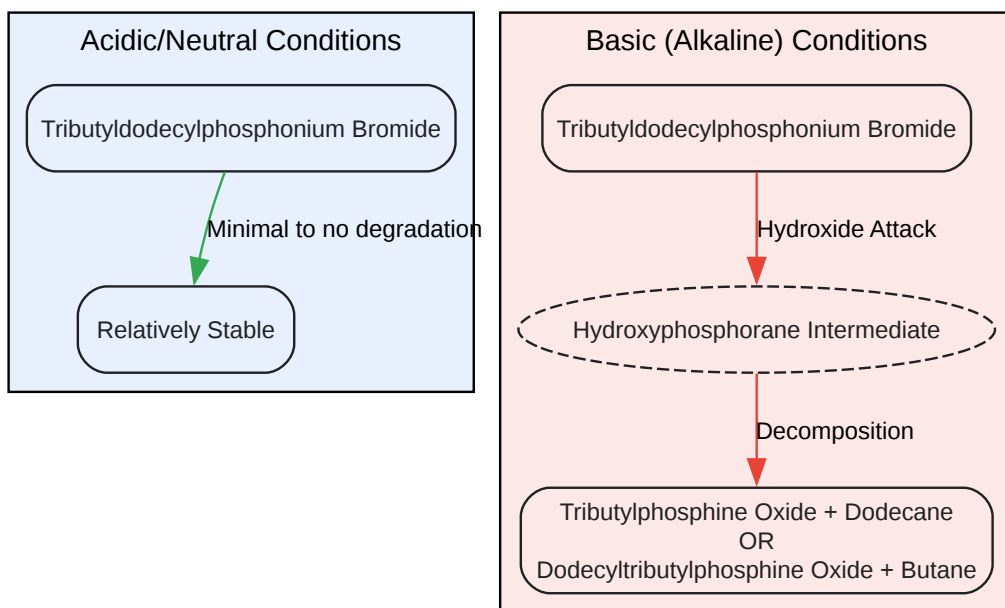 Acidic/Neutral Conditions
Tributyldodecylphosphonium Bromide
Minimal to no degradation
Relatively Stable
Basic (Alkaline) Conditions
Tributyldodecylphosphonium Bromide
Hydroxide Attack
Hydroxyphosphorane Intermediate
Decomposition
Tributylphosphine Oxide + Dodecane
OR
Dodecyltributylphosphine Oxide + Butane